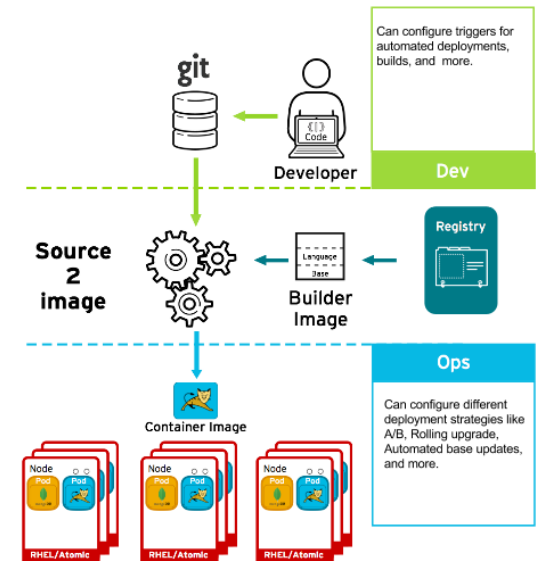 Can configure triggers for
automated deployments,
builds, and more.
git
{|}
Code
Developer
Dev
Source
2
image
Language
Base
Builder
Image
Registry
Ops
Container Image
Can configure different
deployment strategies like
A/B, Rolling upgrade,
Automated base updates,
and more.
Node
Pod
Pod
RHEL/Atomic
Node
Pod
Pod
RHEL/Atomic
Node
Pod
Pod
RHEL/Atomic